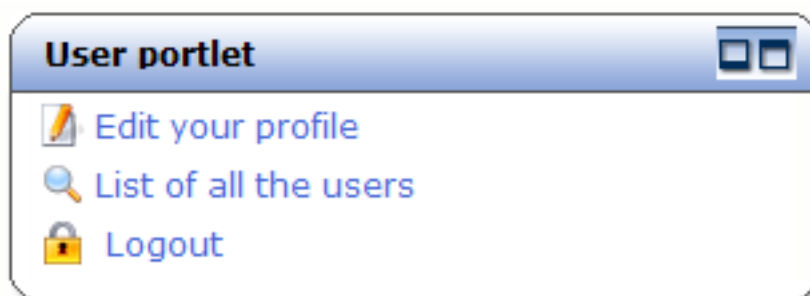 User portlet
Edit your profile
List of all the users
Logout